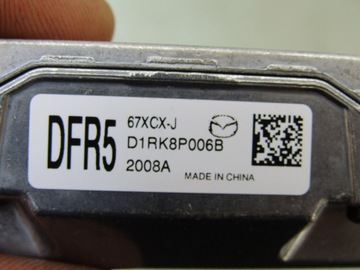 DFR5
67XCX-J
D1RK8P006B
2008A
MADE IN CHINA